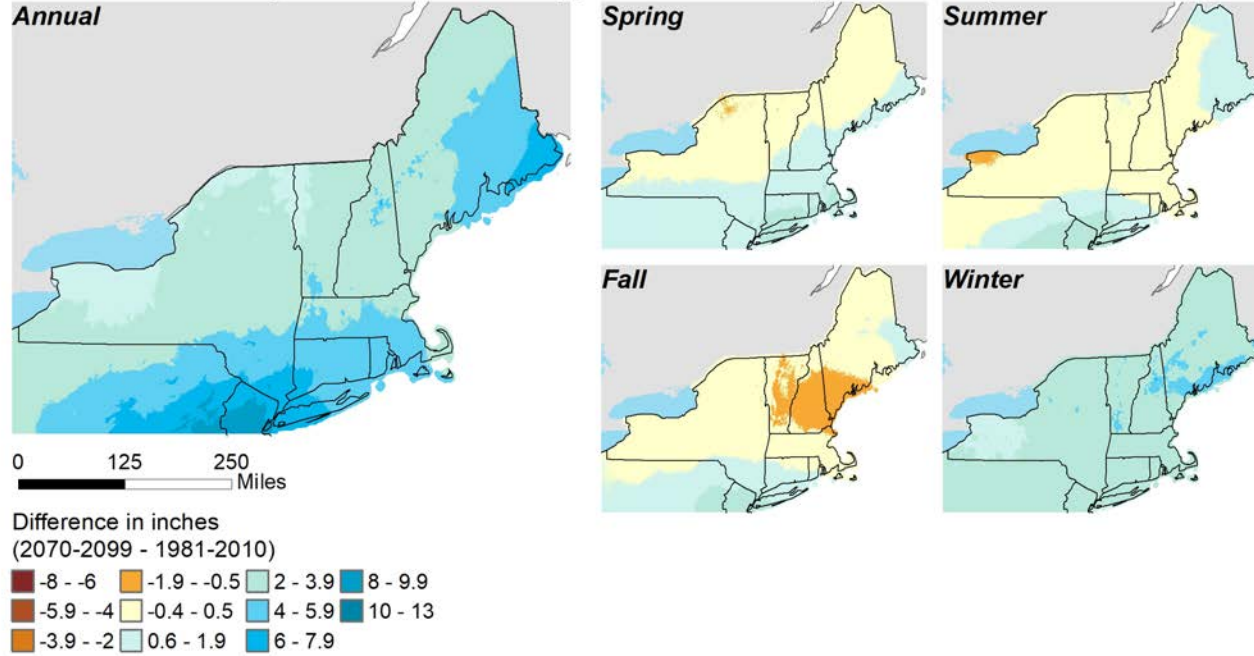 Annual
Spring
Summer
Fall
Winter
0 125 250
Miles
Difference in inches
(2070-2099 - 1981-2010)
-8 - -6 -1.9 - -0.5 2 - 3.9 8 - 9.9
-5.9 - -4 -0.4 - 0.5 4 - 5.9 10 - 13
-3.9 - -2 0.6 - 1.9 6 - 7.9